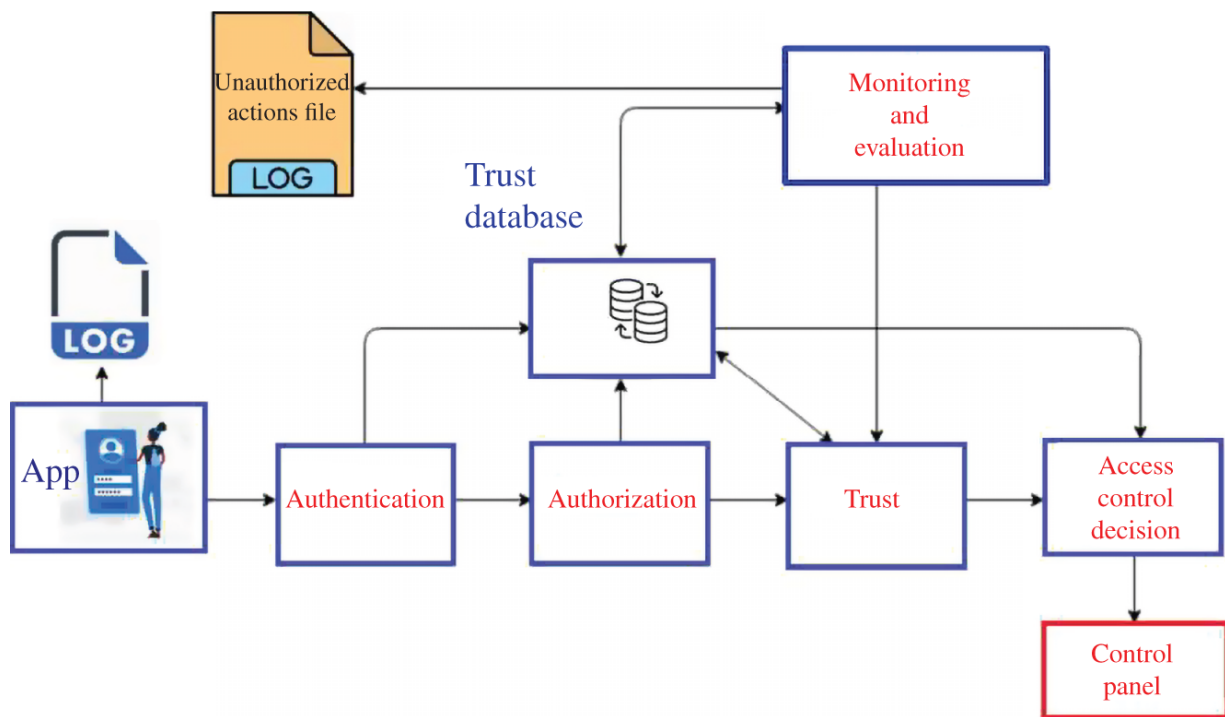 Unauthorized
actions file
LOG
Monitoring
and
evaluation
Trust
database
LOG
App
Authentication
Authorization
Trust
Access
control
decision
Control
panel